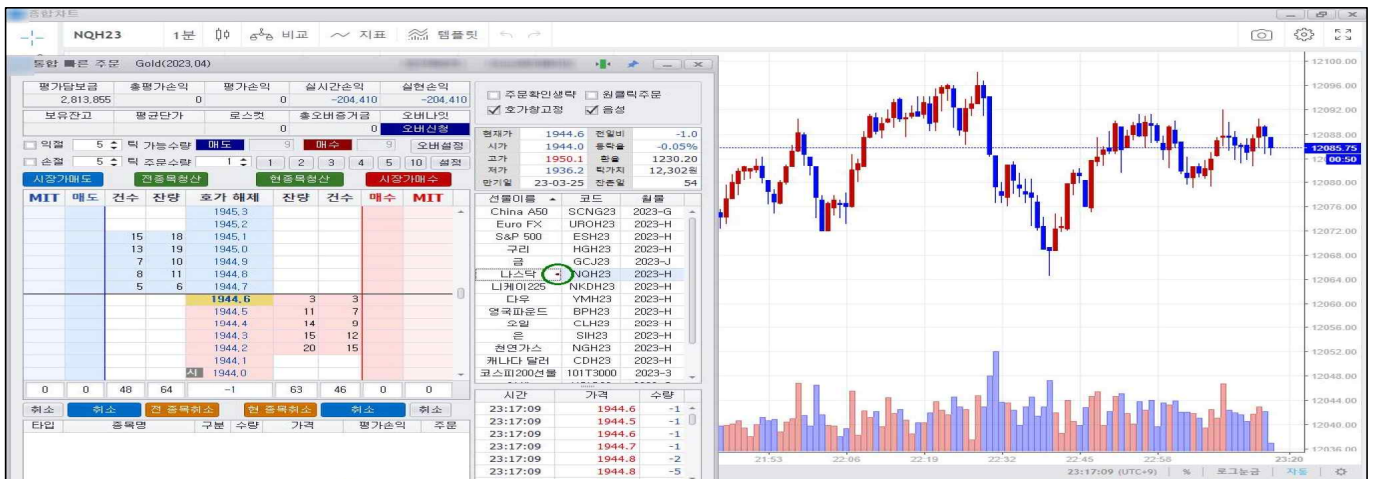 종합차트
NQH23 1분 비교 지표 템플릿
통합 빠른 주문 Gold(2023,04)
평가담보금 총평가손익 평가손익 실시간손익 실현손익
2,813,855 0 0 -204,410 -204,410
보유잔고 평균단가 로스컷 총오버증거금 오버나잇
0 0 오버신청
익절 5 틱 가능수량 매도 9 매수 9 오버설정
손절 5 틱 주문수량 1 1 2 3 4 5 10 설정
시장가매도 전종목청산 현종목청산 시장가매수
MIT 매도 건수 잔량 호가 해제 잔량 건수 매수 MIT
1945,3
1945,2
15 18 1945,1
13 19 1945,0
7 10 1944,9
8 11 1944,8
5 6 1944,7
1944,6 3 3
1944,5 11 7
1944,4 14 9
1944,3 15 12
1944,2 20 15
1944,1
시 1944,0
0 0 48 64 -1 63 46 0 0
취소 취소 전 종목취소 현 종목취소 취소 취소
타입 종목명 구분 수량 가격 평가손익 주문
주문확인생략 원클릭주문
호가창고정 음성
현재가 1944.6 전일비 -1.0
시가 1944.0 등락율 -0.05%
고가 1950.1 환율 1230.20
저가 1936.2 틱가치 12,302원
만기일 23-03-25 잔존일 54
선물이름 코드 월물
China A50 SCNG23 2023-G
Euro FX UROH23 2023-H
S&P 500 ESH23 2023-H
구리 HGH23 2023-H
금 GCJ23 2023-J
나스닥 NQH23 2023-H
니케이225 NKDH23 2023-H
다우 YMH23 2023-H
영국파운드 BPH23 2023-H
오일 CLH23 2023-H
은 SIH23 2023-H
천연가스 NGH23 2023-H
캐나다 달러 CDH23 2023-H
코스피200선물 101T3000 2023-3
시간 가격 수량
23:17:09 1944.6 -1
23:17:09 1944.5 -1
23:17:09 1944.6 -1
23:17:09 1944.7 -1
23:17:09 1944.8 -2
23:17:09 1944.8 -5
12100.00
12096.00
12092.00
12088.00
12085.75
00:50
12080.00
12076.00
12072.00
12068.00
12064.00
12060.00
12056.00
12052.00
12048.00
12044.00
12040.00
12036.00
21:53 22:06 22:19 22:32 22:45 22:58 23:20
23:17:09 (UTC+9) % 로그눈금 자동